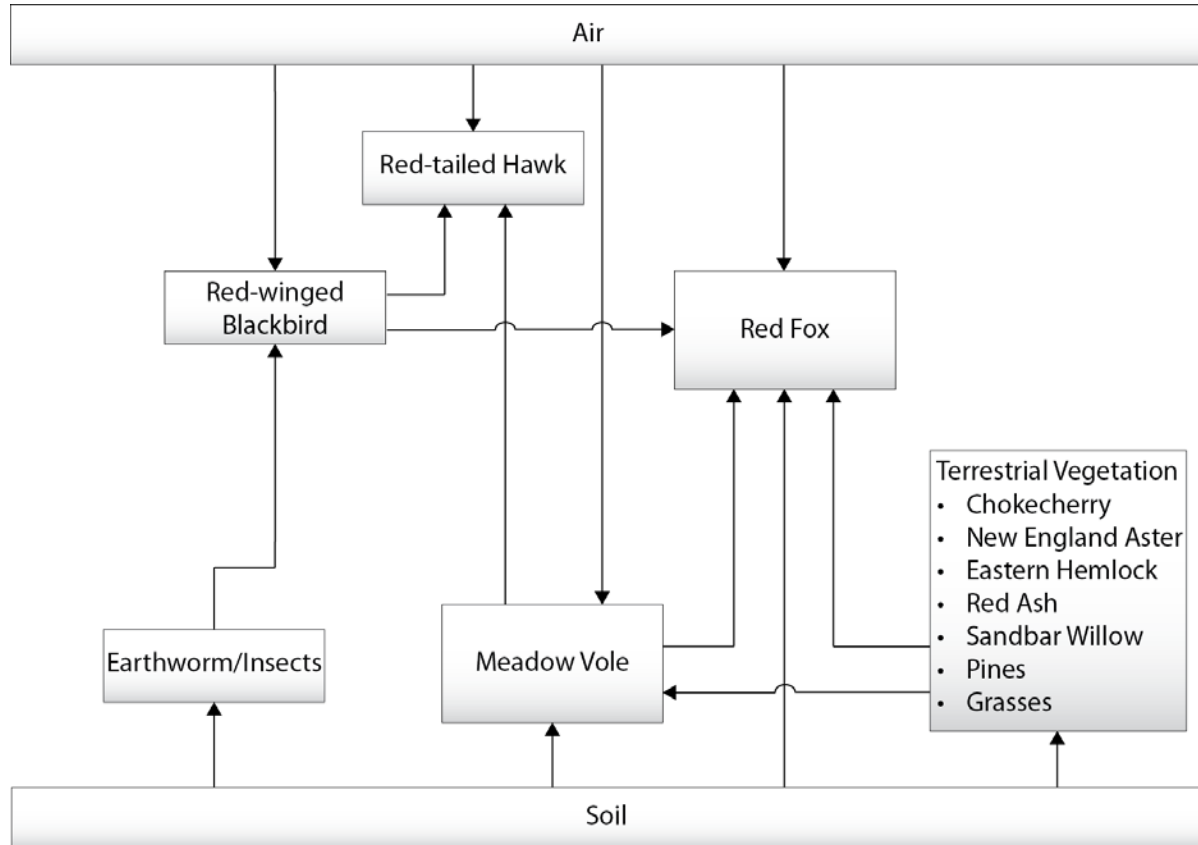 Air
Red-tailed Hawk
Red-winged
Blackbird
Red Fox
Terrestrial Vegetation
• Chokecherry
• New England Aster
• Eastern Hemlock
• Red Ash
• Sandbar Willow
• Pines
• Grasses
Earthworm/Insects
Meadow Vole
Soil